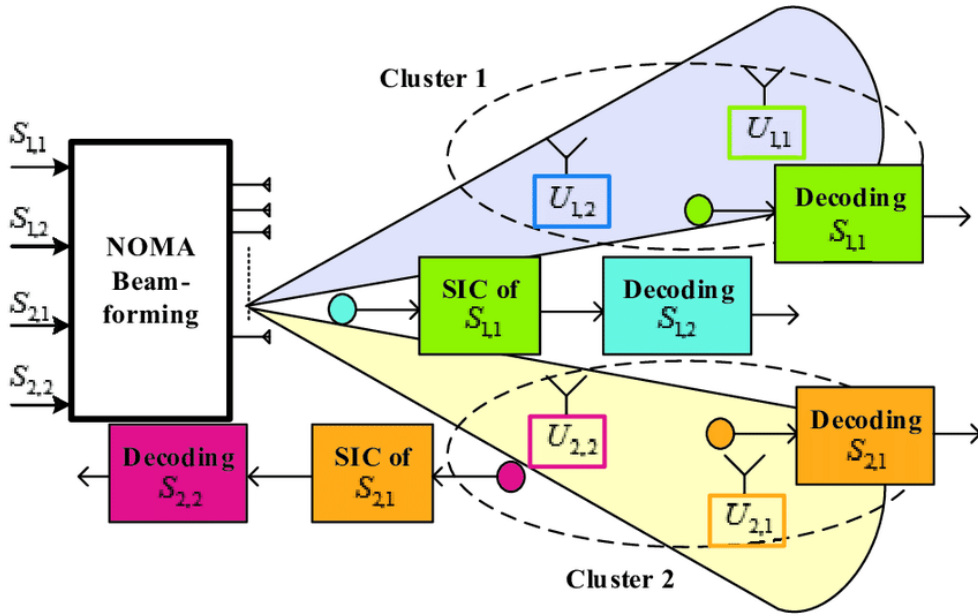 Cluster 1
S1,1
S1,2
S2,1
S2,2
NOMA
Beam-
forming
U1,1
U1,2
Decoding
S1,1
SIC of
S1,1
Decoding
S1,2
U2,2
Decoding
S2,1
U2,1
Decoding
S2,2
SIC of
S2,1
Cluster 2